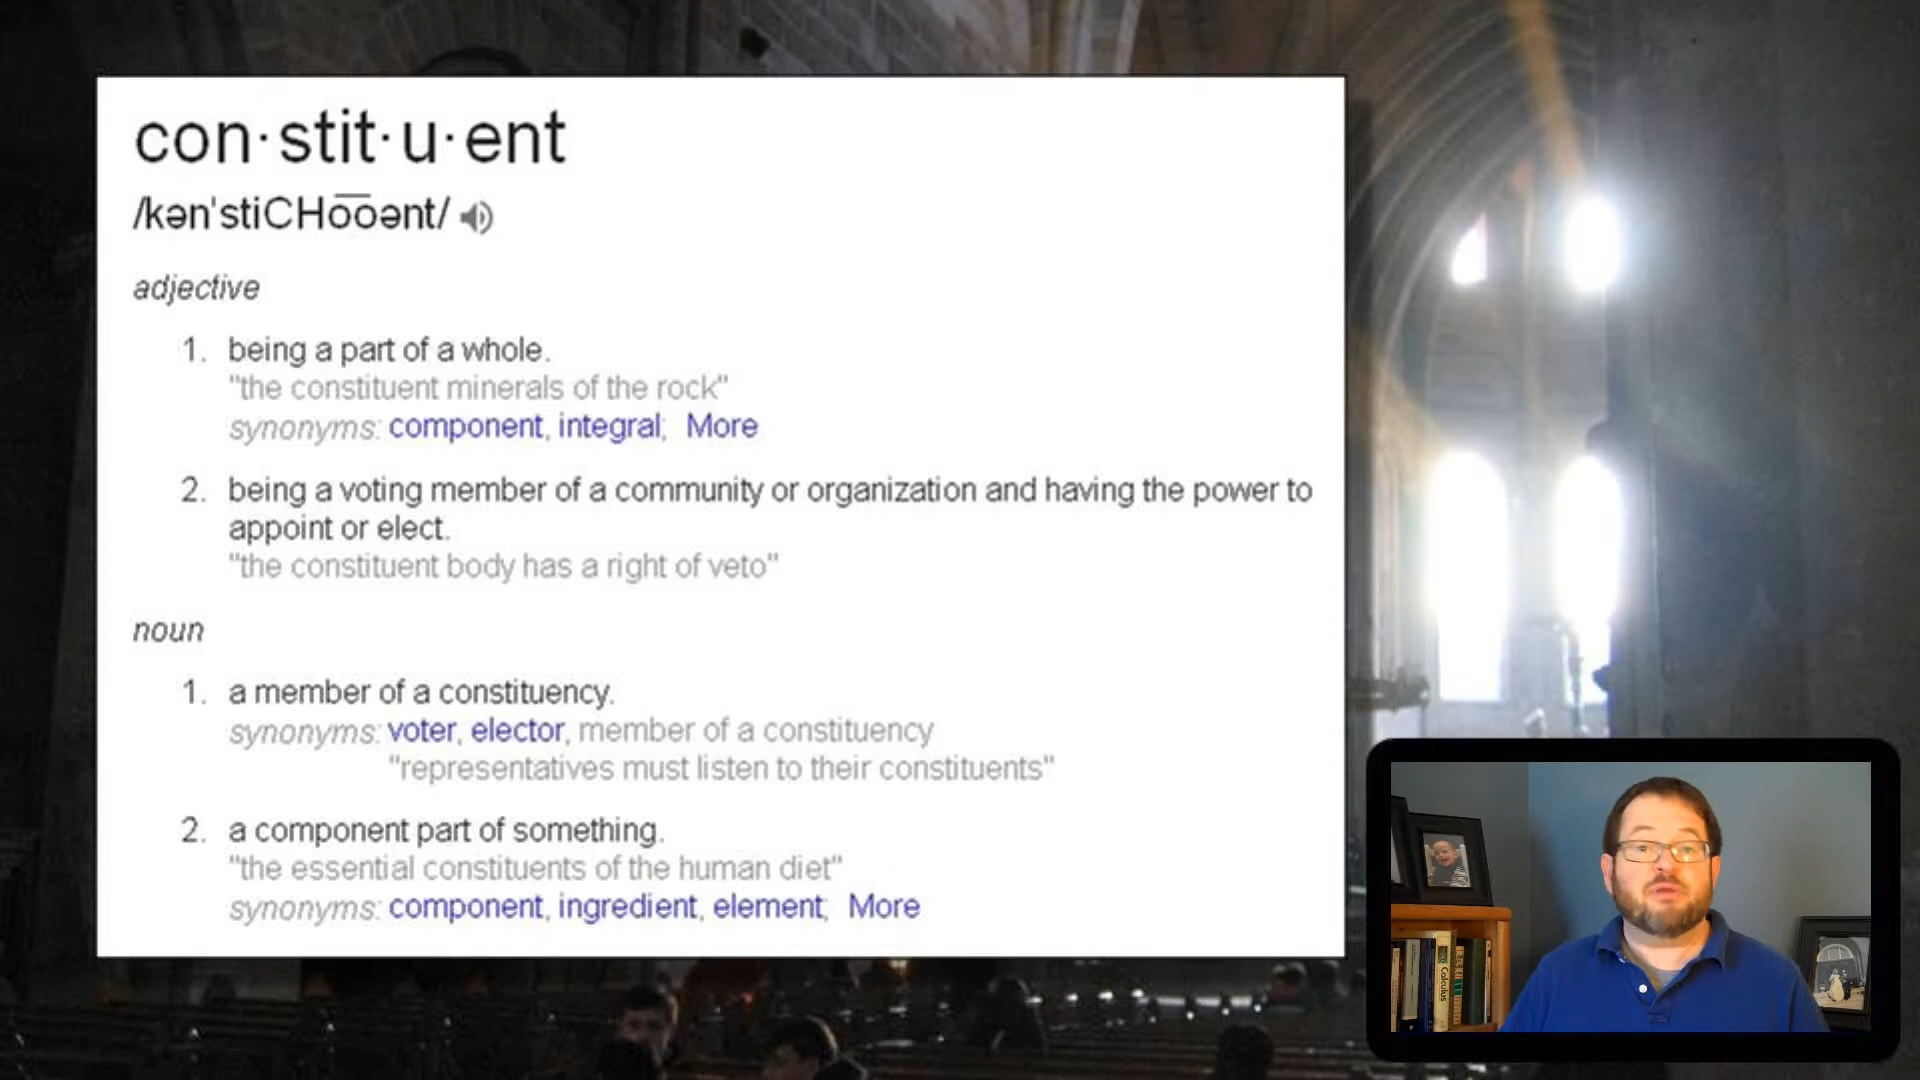 con·stit·u·ent
/kən'stiCHo͞oənt/
adjective
1. being a part of a whole.
"the constituent minerals of the rock"
synonyms: component, integral; More
2. being a voting member of a community or organization and having the power to
appoint or elect.
"the constituent body has a right of veto"
noun
1. a member of a constituency.
synonyms: voter, elector, member of a constituency
"representatives must listen to their constituents"
2. a component part of something.
"the essential constituents of the human diet"
synonyms: component, ingredient, element; More
Calculus